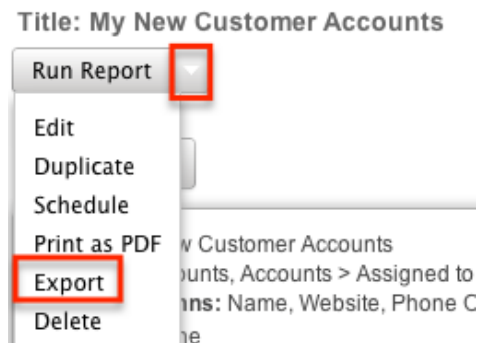 Title: My New Customer Accounts
Run Report
Edit
Duplicate
Schedule
Print as PDF
Customer Accounts
Export
Accounts > Assigned to
Name, Website, Phone
Delete